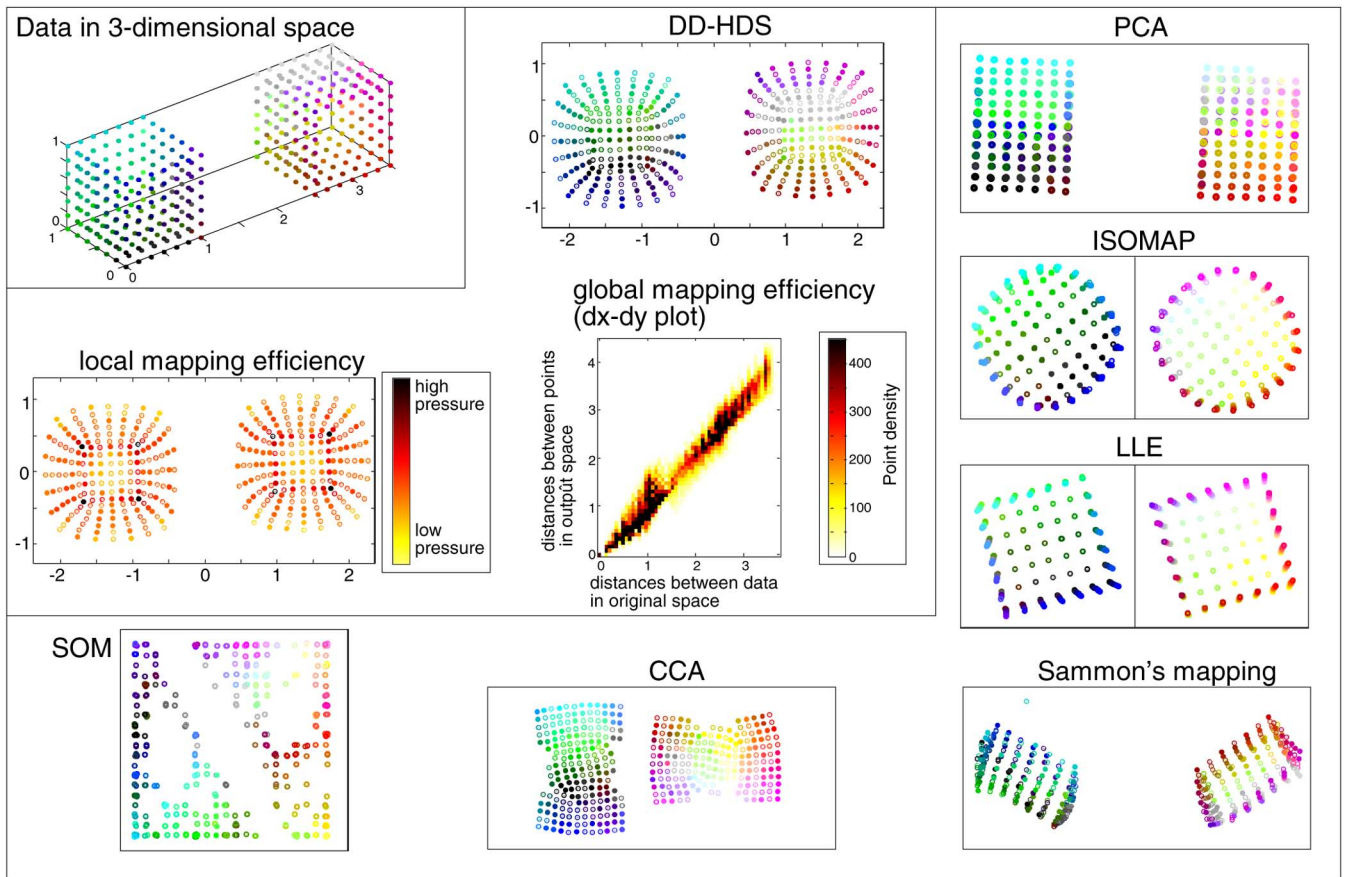 Data in 3-dimensional space
1
0
1
0
0
1
2
3
DD-HDS
1
0
-1
-2
-1
0
1
2
PCA
ISOMAP
LLE
local mapping efficiency
1
0
-1
-2
-1
0
1
2
high
pressure
low
pressure
global mapping efficiency
(dx-dy plot)
distances between points
in output space
4
3
2
1
0
0
1
2
3
distances between data
in original space
400
300
200
100
0
Point density
SOM
CCA
Sammon's mapping